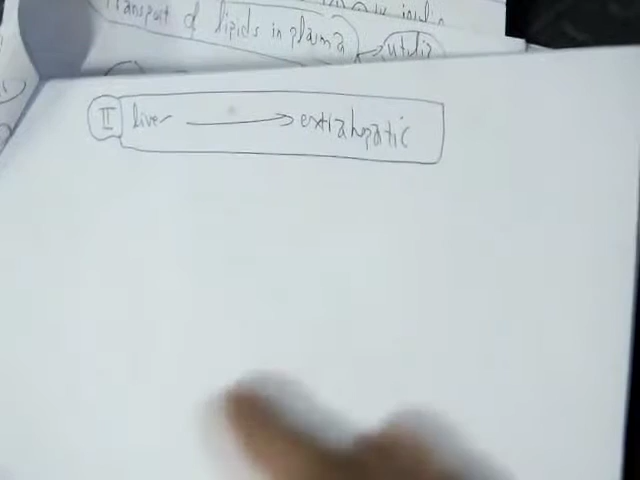 Transport of lipids in plasma
II liver → extrahepatic